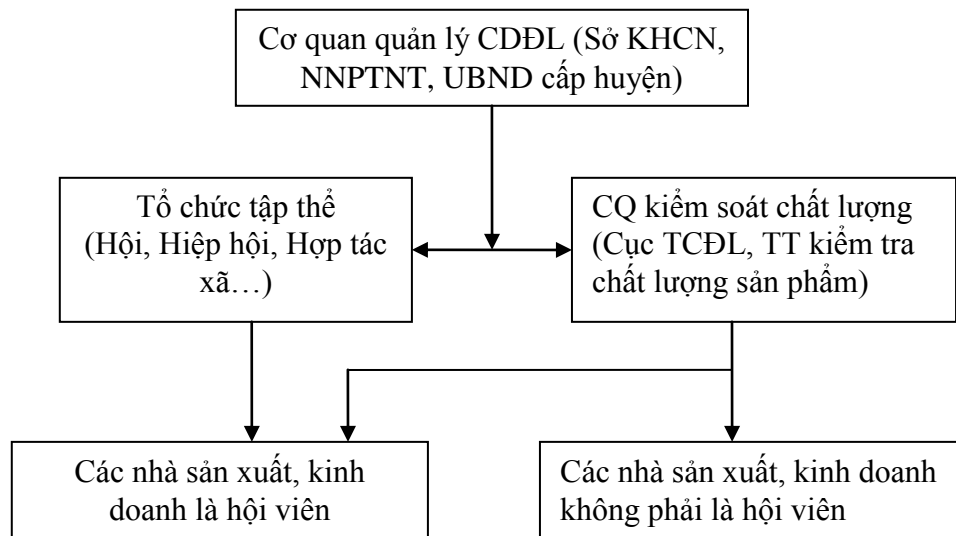 Cơ quan quản lý CDĐL (Sở KHCN,
NNPTNT, UBND cấp huyện)
Tổ chức tập thể
(Hội, Hiệp hội, Hợp tác
xã…)
CQ kiểm soát chất lượng
(Cục TCĐL, TT kiểm tra
chất lượng sản phẩm)
Các nhà sản xuất, kinh
doanh là hội viên
Các nhà sản xuất, kinh doanh
không phải là hội viên